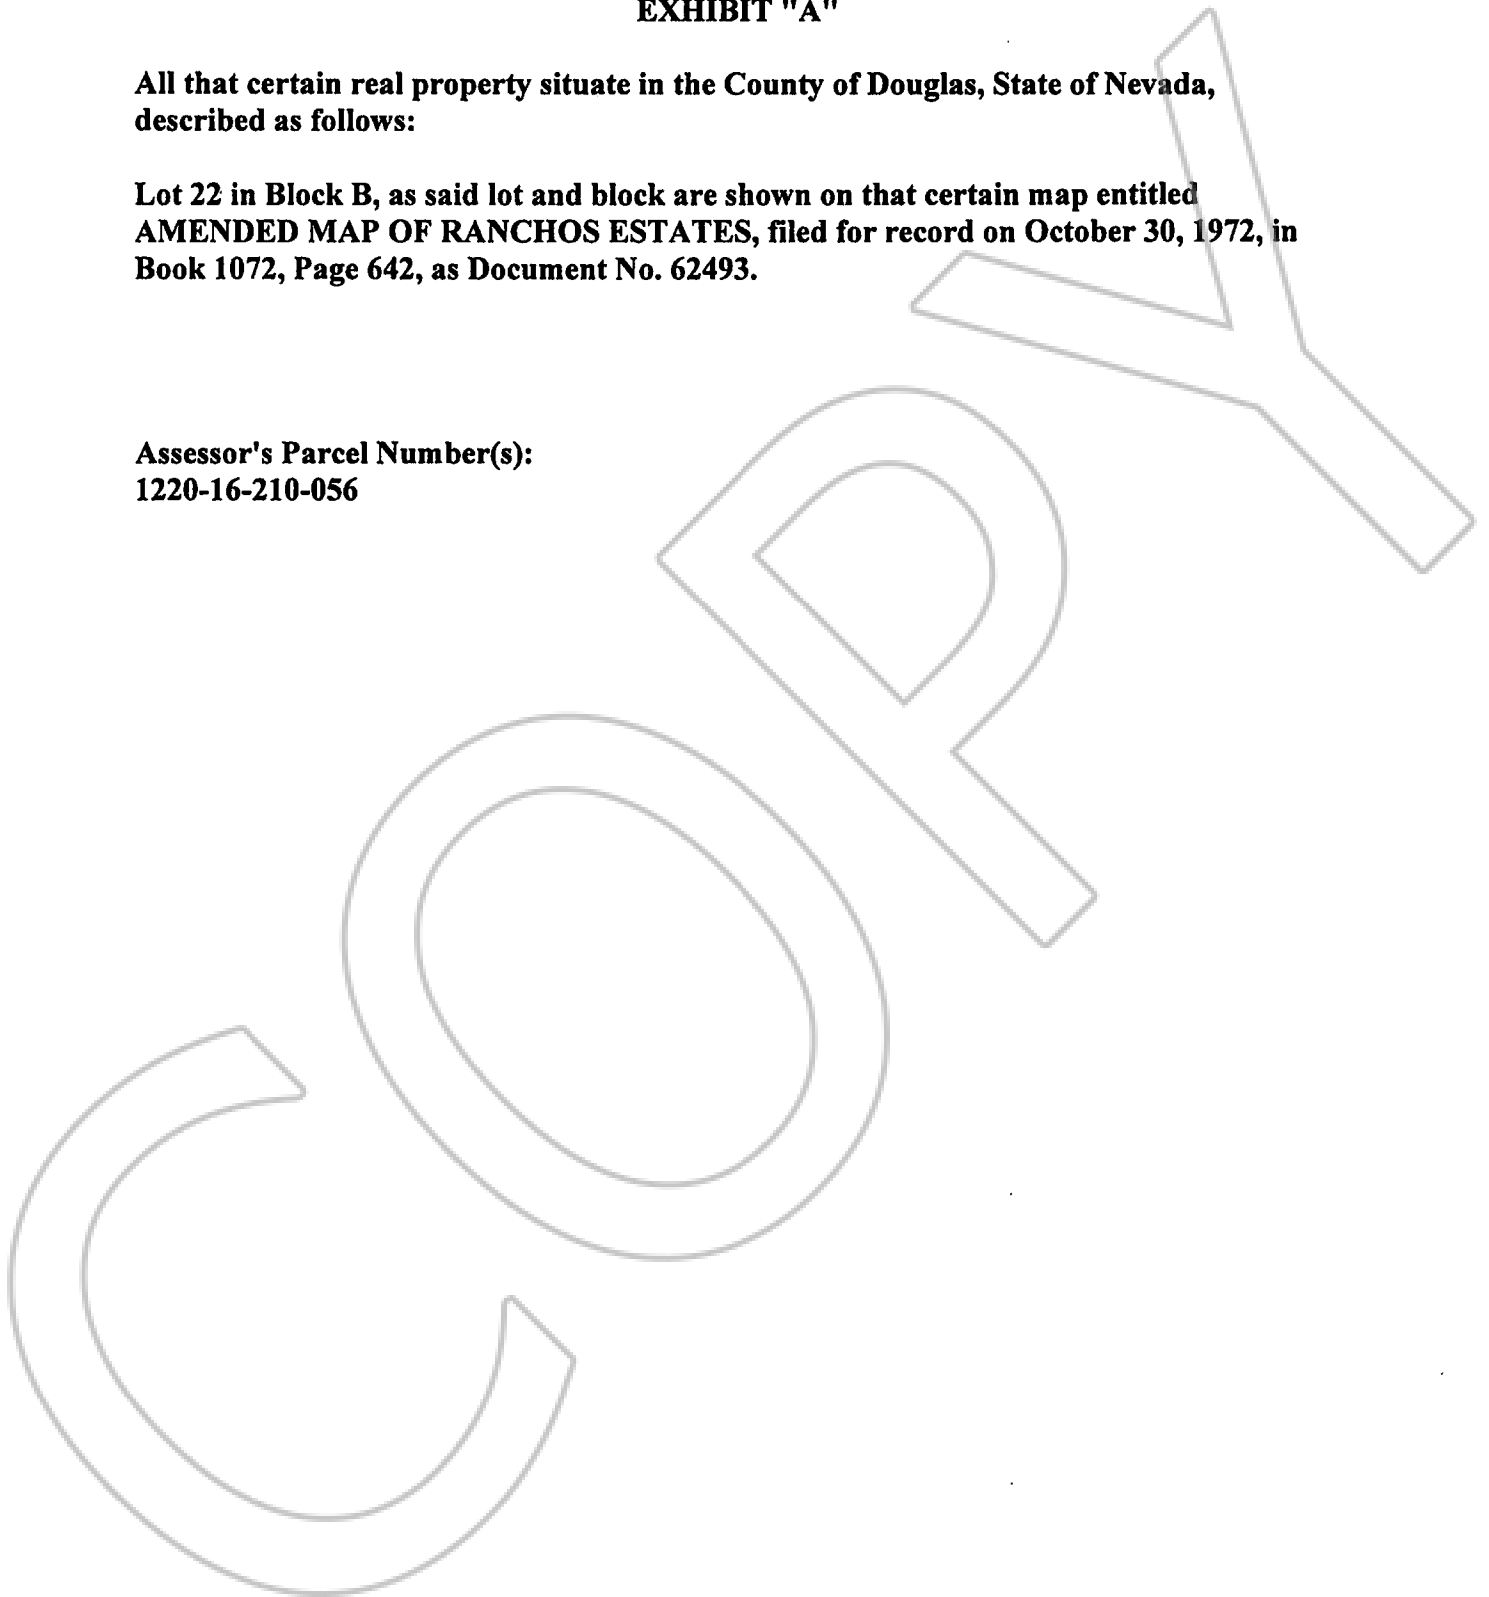 EXHIBIT "A"
All that certain real property situate in the County of Douglas, State of Nevada,
described as follows:
Lot 22 in Block B, as said lot and block are shown on that certain map entitled
AMENDED MAP OF RANCHOS ESTATES, filed for record on October 30, 1972, in
Book 1072, Page 642, as Document No. 62493.
Assessor's Parcel Number(s):
1220-16-210-056
COPY